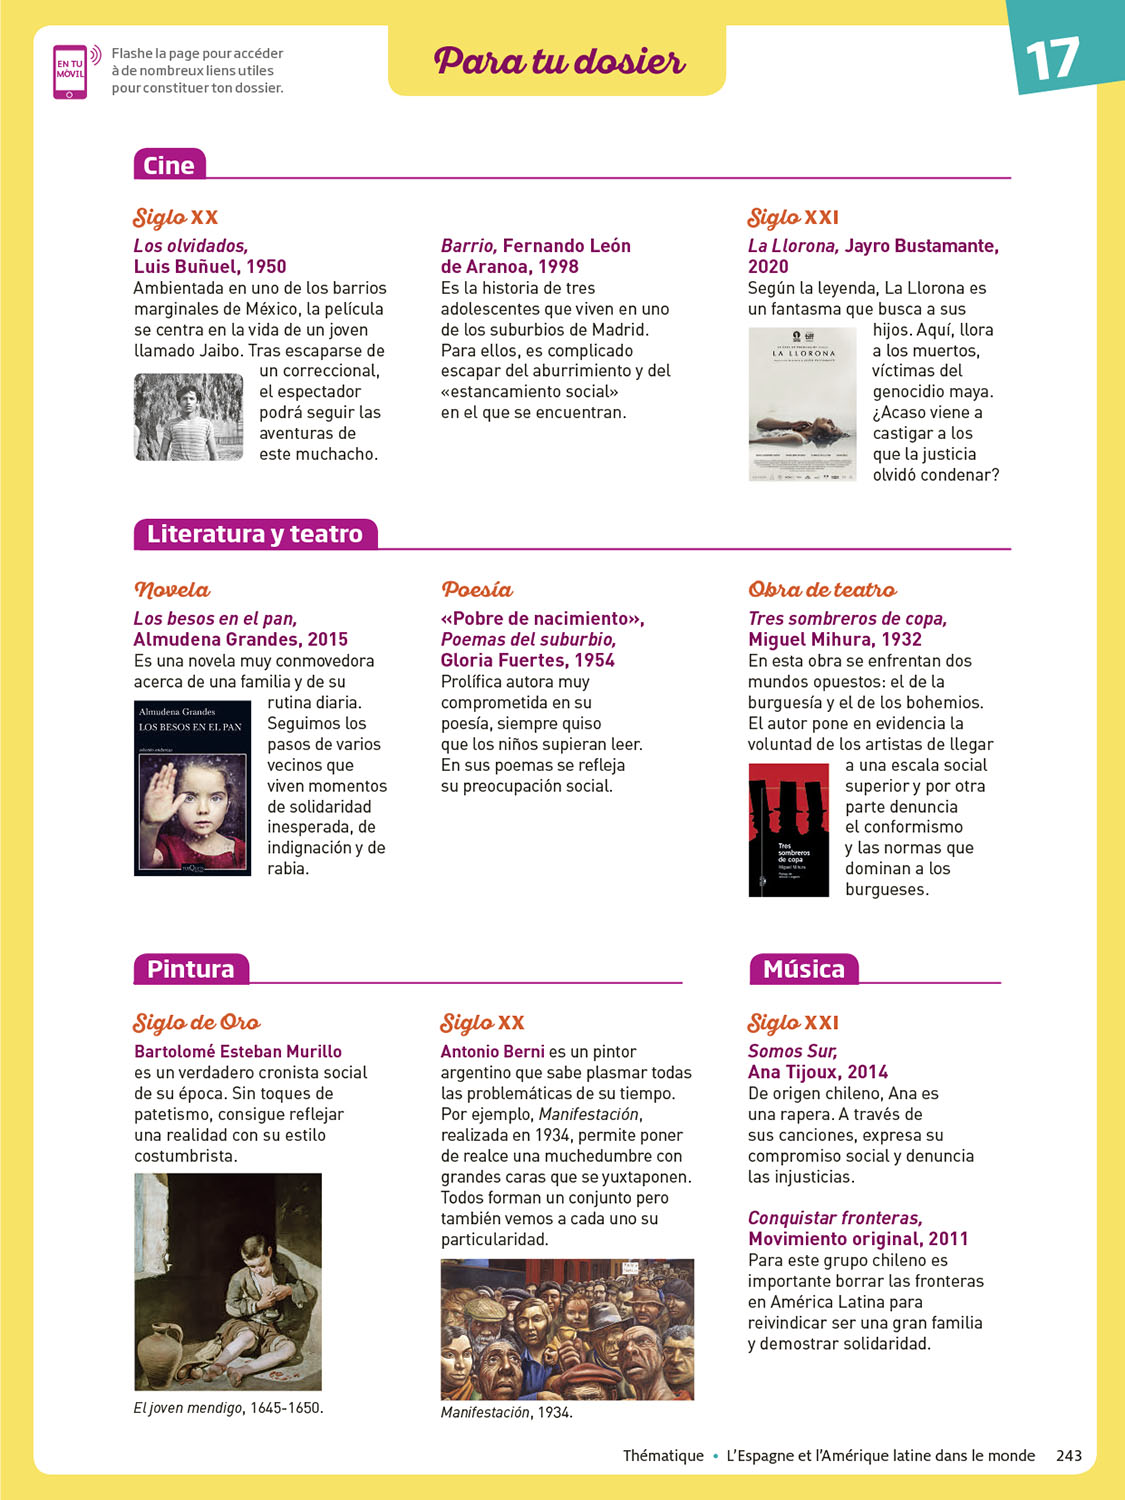 EN TU
MÓVIL
Flashe la page pour accéder
à de nombreux liens utiles
pour constituer ton dossier.
Para tu dosier
17
Cine
Siglo XX
Los olvidados,
Luis Buñuel, 1950
Ambientada en uno de los barrios
marginales de México, la película
se centra en la vida de un joven
llamado Jaibo. Tras escaparse de
un correccional,
el espectador
podrá seguir las
aventuras de
este muchacho.
Barrio, Fernando León
de Aranoa, 1998
Es la historia de tres
adolescentes que viven en uno
de los suburbios de Madrid.
Para ellos, es complicado
escapar del aburrimiento y del
«estancamiento social»
en el que se encuentran.
Siglo XXI
La Llorona, Jayro Bustamante,
2020
Según la leyenda, La Llorona es
un fantasma que busca a sus
hijos. Aquí, llora
a los muertos,
víctimas del
genocidio maya.
¿Acaso viene a
castigar a los
que la justicia
olvidó condenar?
LA LLORONA
Literatura y teatro
Novela
Los besos en el pan,
Almudena Grandes, 2015
Es una novela muy conmovedora
acerca de una familia y de su
rutina diaria.
Seguimos los
pasos de varios
vecinos que
viven momentos
de solidaridad
inesperada, de
indignación y de
rabia.
Almudena Grandes
LOS BESOS EN EL PAN
Poesía
«Pobre de nacimiento»,
Poemas del suburbio,
Gloria Fuertes, 1954
Prolífica autora muy
comprometida en su
poesía, siempre quiso
que los niños supieran leer.
En sus poemas se refleja
su preocupación social.
Obra de teatro
Tres sombreros de copa,
Miguel Mihura, 1932
En esta obra se enfrentan dos
mundos opuestos: el de la
burguesía y el de los bohemios.
El autor pone en evidencia la
voluntad de los artistas de llegar
a una escala social
superior y por otra
parte denuncia
el conformismo
y las normas que
dominan a los
burgueses.
Tres
sombreros
de copa
Miguel Mihura
Pintura
Siglo de Oro
Bartolomé Esteban Murillo
es un verdadero cronista social
de su época. Sin toques de
patetismo, consigue reflejar
una realidad con su estilo
costumbrista.
El joven mendigo, 1645-1650.
Siglo XX
Antonio Berni es un pintor
argentino que sabe plasmar todas
las problemáticas de su tiempo.
Por ejemplo, Manifestación,
realizada en 1934, permite poner
de realce una muchedumbre con
grandes caras que se yuxtaponen.
Todos forman un conjunto pero
también vemos a cada uno su
particularidad.
Manifestación, 1934.
Música
Siglo XXI
Somos Sur,
Ana Tijoux, 2014
De origen chileno, Ana es
una rapera. A través de
sus canciones, expresa su
compromiso social y denuncia
las injusticias.
Conquistar fronteras,
Movimiento original, 2011
Para este grupo chileno es
importante borrar las fronteras
en América Latina para
reivindicar ser una gran familia
y demostrar solidaridad.
Thématique • L'Espagne et l'Amérique latine dans le monde 243